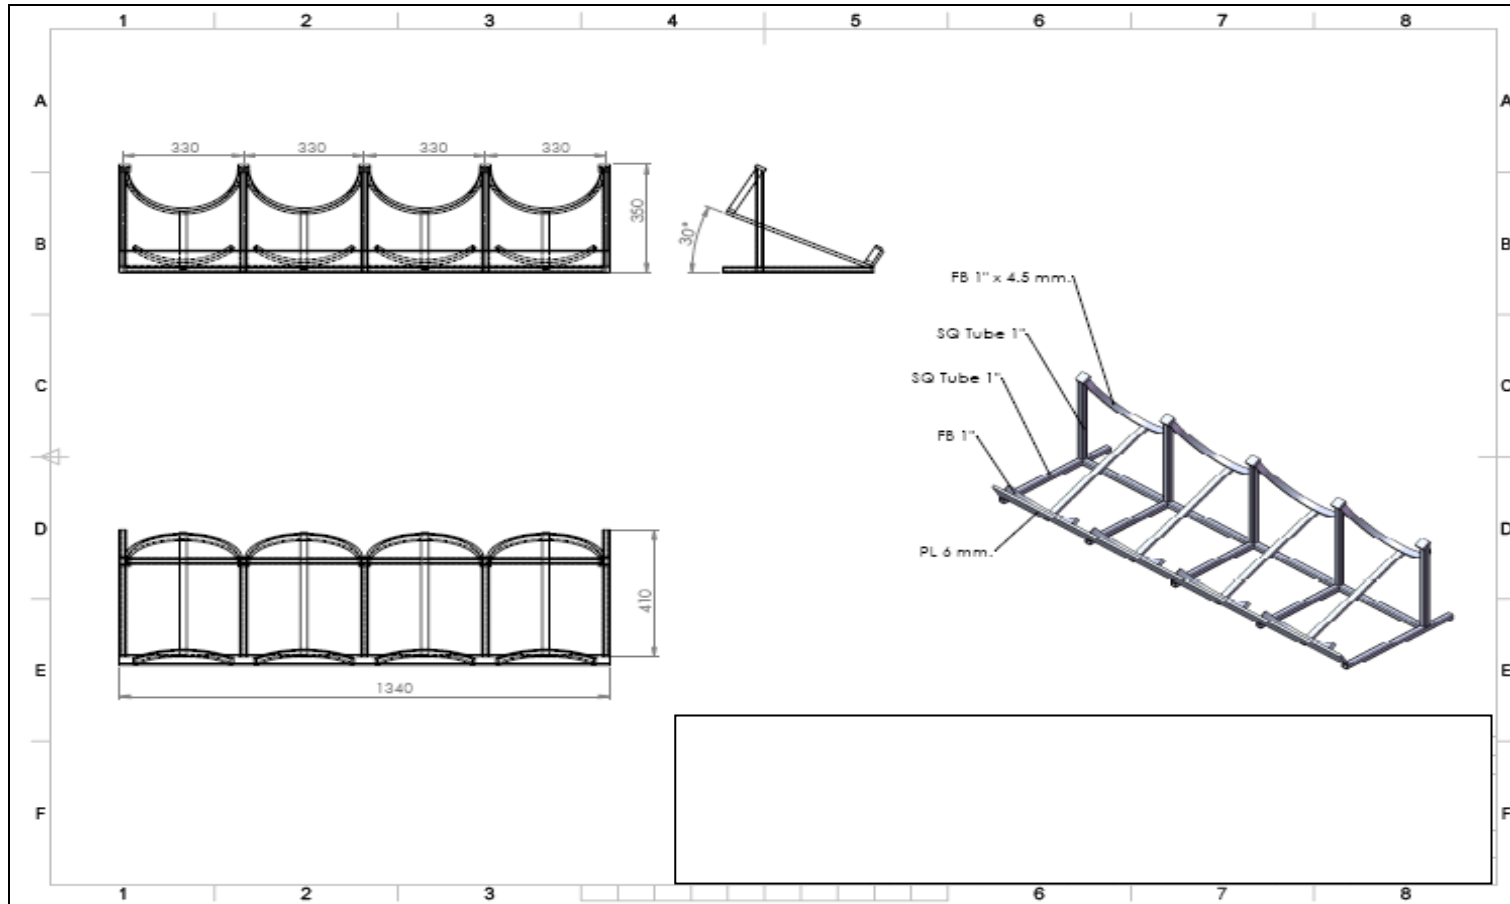 1 2 3 4 5 6 7 8
A A
330 330 330 330
350
30°
B B
FB 1" x 4.5 mm.
SQ Tube 1"
SQ Tube 1"
C C
FB 1"
D D
PL 6 mm.
410
E E
1340
F F
1 2 3 6 7 8